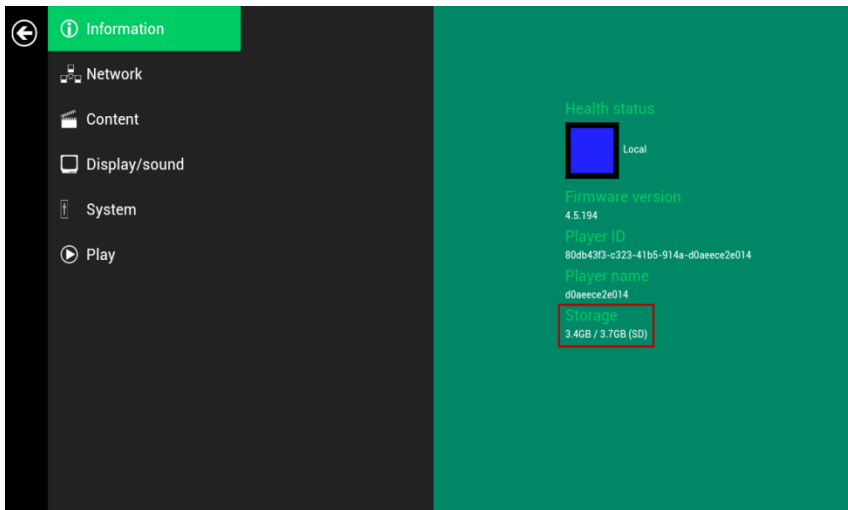 Information
Network
Content
Display/sound
System
Play
Health status
Local
Firmware version
4.5.194
Player ID
80db43f3-c323-41b5-914a-d0aeece2e014
Player name
d0aeece2e014
Storage
3.4GB / 3.7GB (SD)